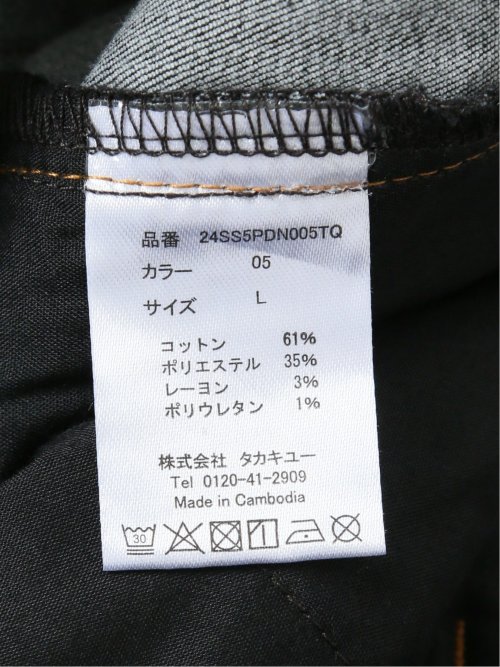 品番 24SS5PDN005TQ
カラー 05
サイズ L
コットン 61%
ポリエステル 35%
レーヨン 3%
ポリウレタン 1%
株式会社 タカキユー
Tel 0120-41-2909
Made in Cambodia
30